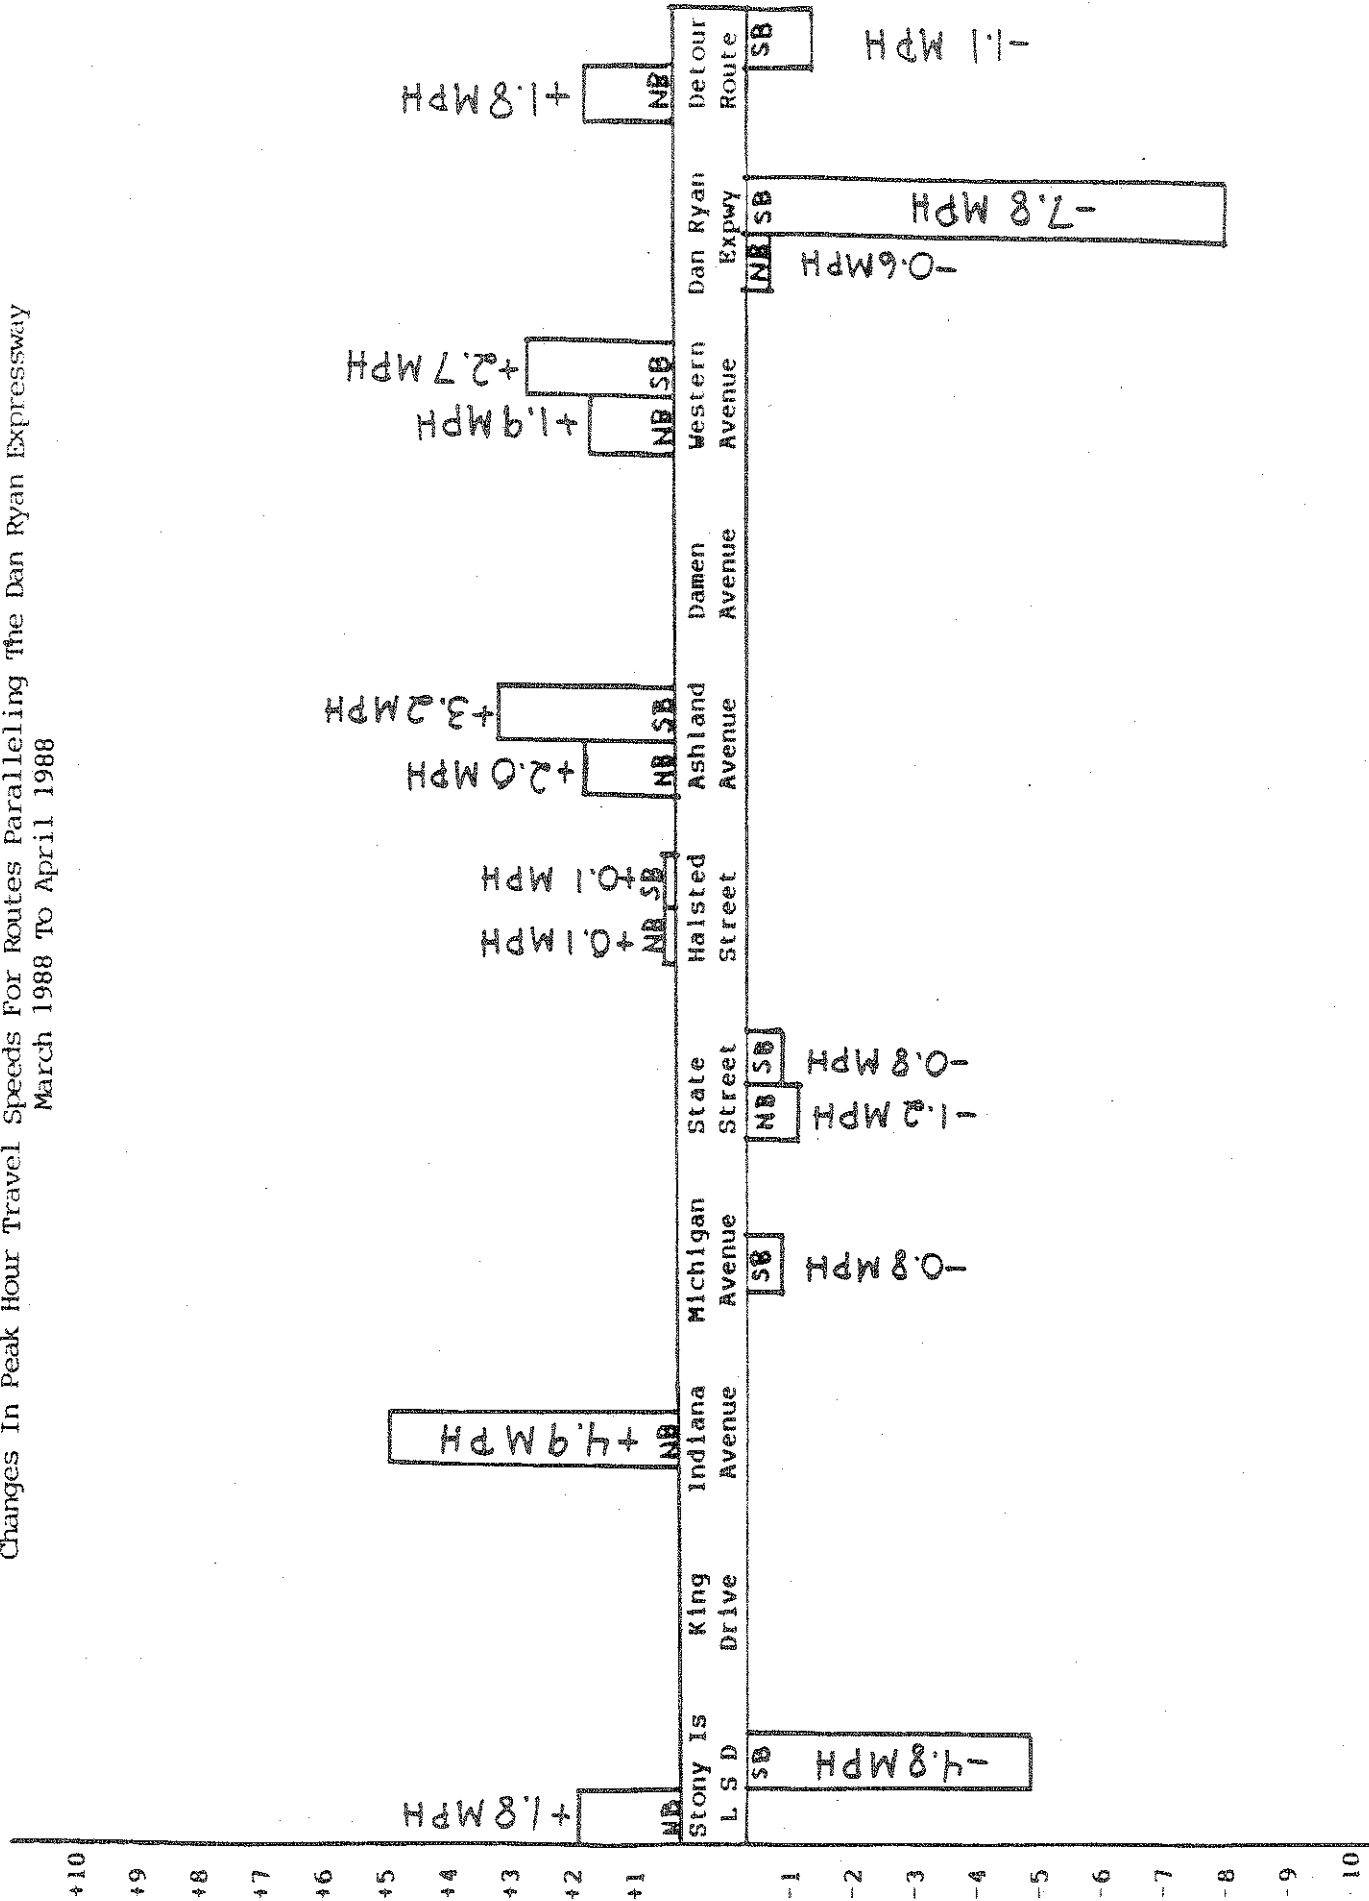 Changes In Peak Hour Travel Speeds For Routes Paralleling The Dan Ryan Expressway
March 1988 To April 1988
+10
+9
+8
+7
+6
+5
+4
+3
+2
+1
-1
-2
-3
-4
-5
-6
-7
-8
-9
10
+1.8 MPH
NB
Stony Is
L S D
SB
-4.8 MPH
King
Drive
+4.9 MPH
NB
Indiana
Avenue
Michigan
Avenue
SB
-0.8 MPH
State
Street
NB
SB
-1.2 MPH
-0.8 MPH
+0.1 MPH
+0.1 MPH
NB
SB
Halsted
Street
+2.0 MPH
+3.2 MPH
NB
SB
Ashland
Avenue
Damen
Avenue
+1.9 MPH
+2.7 MPH
NB
SB
Western
Avenue
Dan Ryan
Expwy
NB
SB
-0.6 MPH
-7.8 MPH
+1.8 MPH
NB
Detour
Route
SB
-1.1 MPH